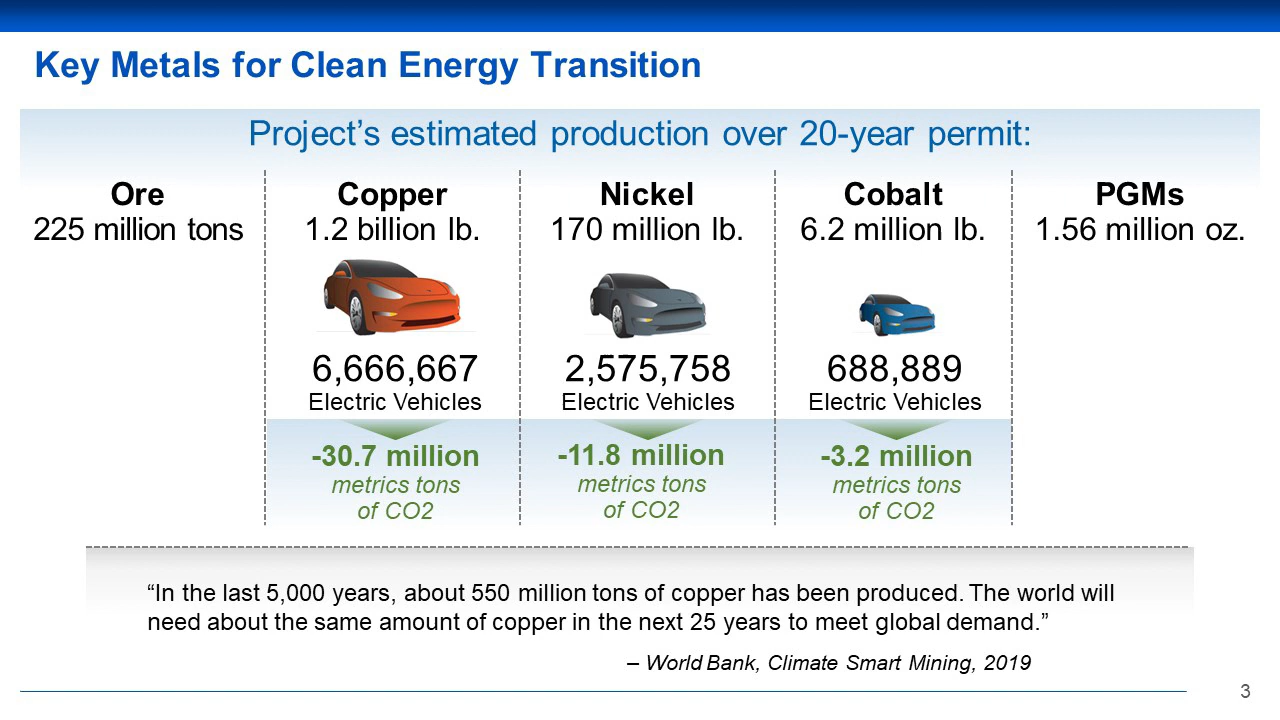 Key Metals for Clean Energy Transition
Project’s estimated production over 20-year permit:
Ore
225 million tons
Copper
1.2 billion lb.
6,666,667
Electric Vehicles
-30.7 million
metrics tons
of CO2
Nickel
170 million lb.
2,575,758
Electric Vehicles
-11.8 million
metrics tons
of CO2
Cobalt
6.2 million lb.
688,889
Electric Vehicles
-3.2 million
metrics tons
of CO2
PGMs
1.56 million oz.
“In the last 5,000 years, about 550 million tons of copper has been produced. The world will
need about the same amount of copper in the next 25 years to meet global demand.”
– World Bank, Climate Smart Mining, 2019
3